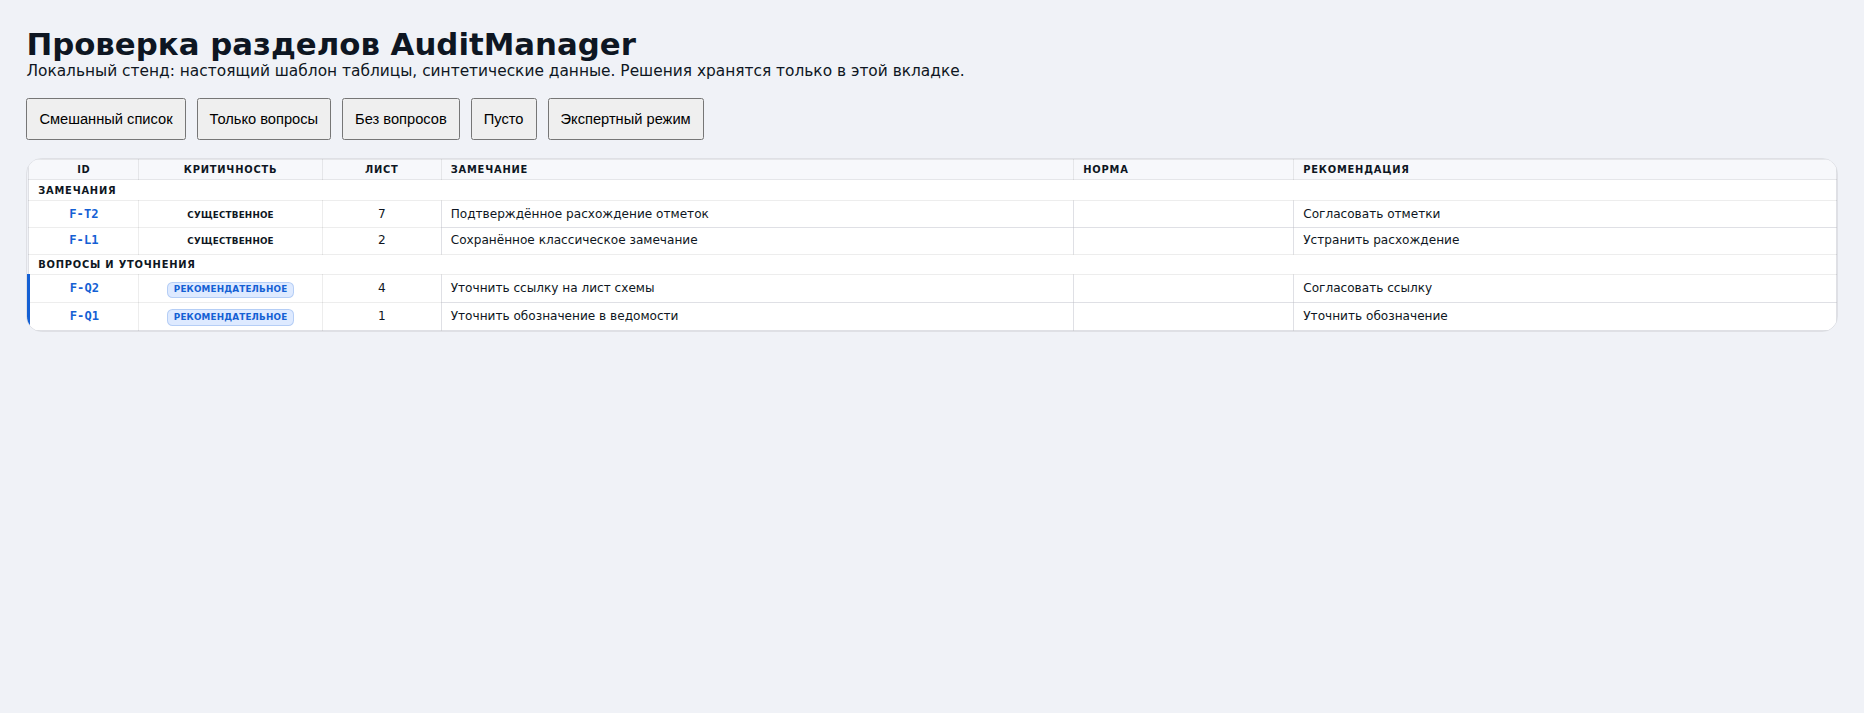 Проверка разделов AuditManager
Локальный стенд: настоящий шаблон таблицы, синтетические данные. Решения хранятся только в этой вкладке.
Смешанный список Только вопросы Без вопросов Пусто Экспертный режим
ID КРИТИЧНОСТЬ ЛИСТ ЗАМЕЧАНИЕ НОРМА РЕКОМЕНДАЦИЯ
ЗАМЕЧАНИЯ
F-T2 СУЩЕСТВЕННОЕ 7 Подтверждённое расхождение отметок Согласовать отметки
F-L1 СУЩЕСТВЕННОЕ 2 Сохранённое классическое замечание Устранить расхождение
ВОПРОСЫ И УТОЧНЕНИЯ
F-Q2 РЕКОМЕНДАТЕЛЬНОЕ 4 Уточнить ссылку на лист схемы Согласовать ссылку
F-Q1 РЕКОМЕНДАТЕЛЬНОЕ 1 Уточнить обозначение в ведомости Уточнить обозначение